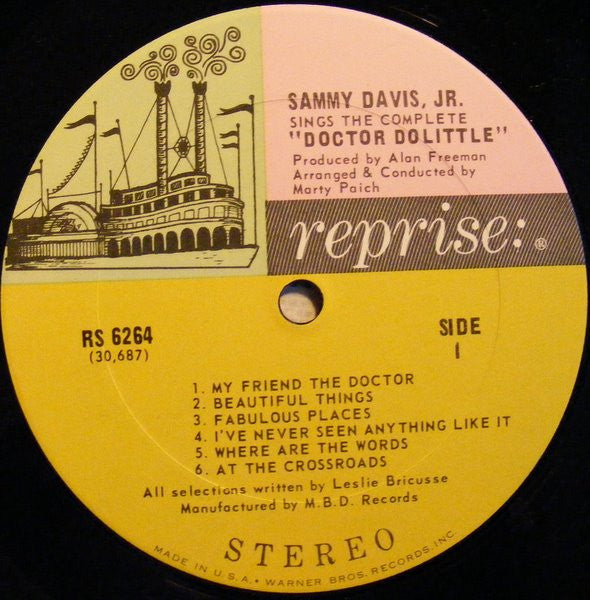 SAMMY DAVIS, JR.
SINGS THE COMPLETE
"DOCTOR DOLITTLE"
Produced by Alan Freeman
Arranged & Conducted by
Marty Paich
reprise:®
RS 6264
(30,687)
SIDE
1
1. MY FRIEND THE DOCTOR
2. BEAUTIFUL THINGS
3. FABULOUS PLACES
4. I'VE NEVER SEEN ANYTHING LIKE IT
5. WHERE ARE THE WORDS
6. AT THE CROSSROADS
All selections written by Leslie Bricusse
Manufactured by M.B.D. Records
STEREO
MADE IN U.S.A. • WARNER BROS. RECORDS, INC.